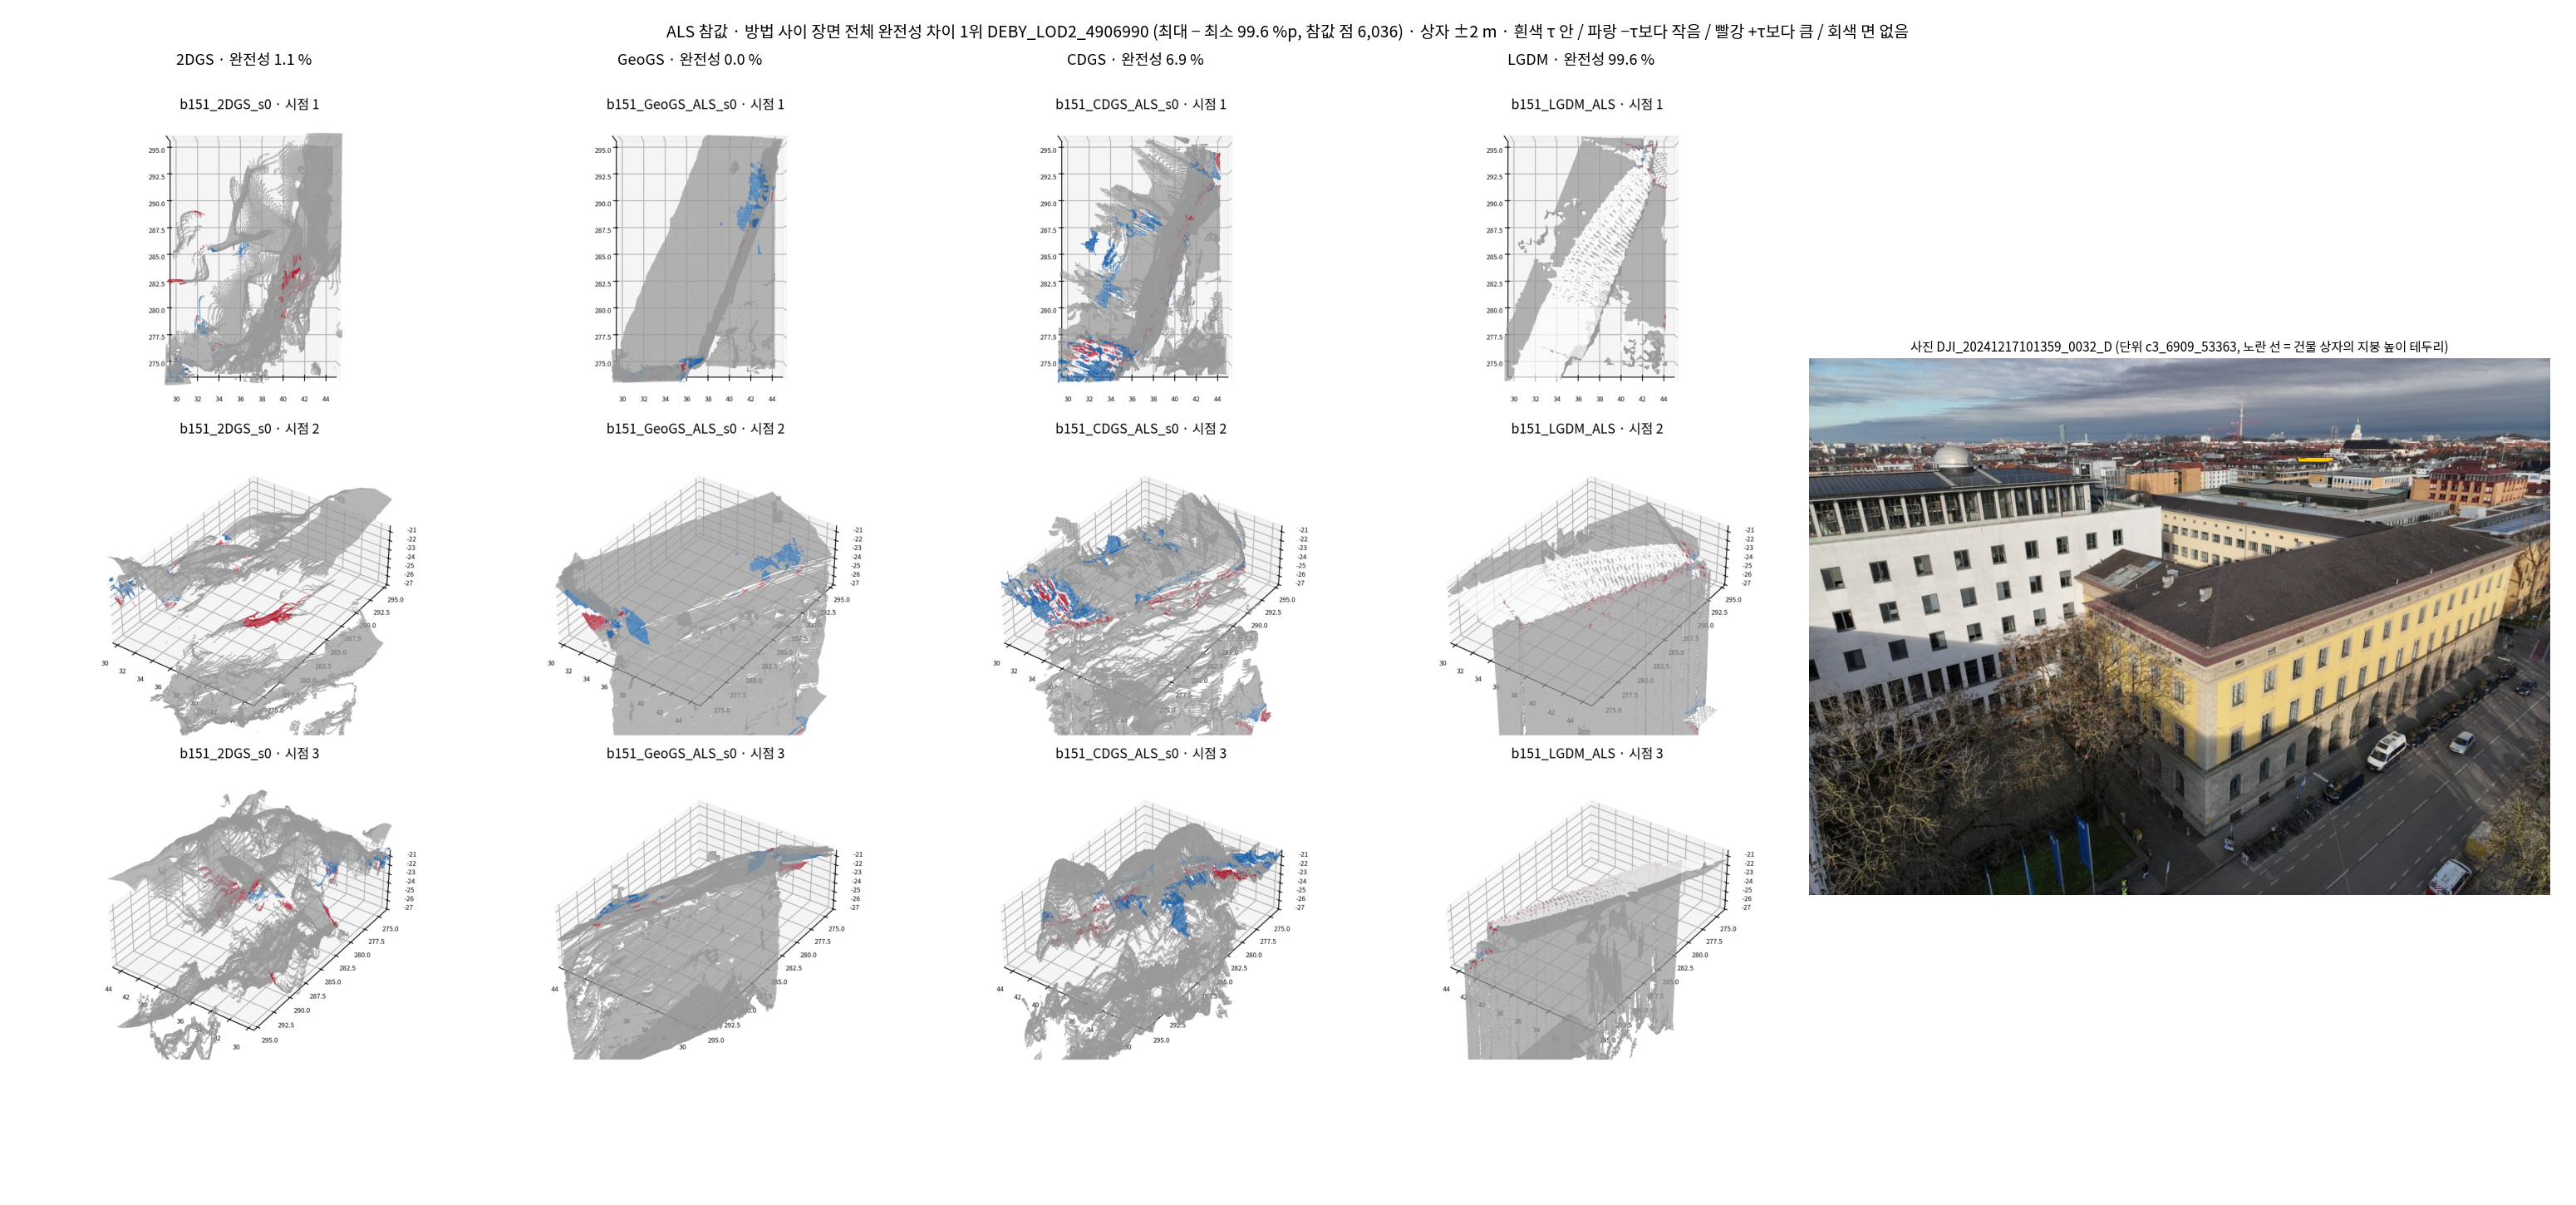 ALS 참값 · 방법 사이 장면 전체 완전성 차이 1위 DEBY_LOD2_4906990 (최대 − 최소 99.6 %p, 참값 점 6,036) · 상자 ±2 m · 흰색 τ 안 / 파랑 −τ보다 작음 / 빨강 +τ보다 큼 / 회색 면 없음
2DGS · 완전성 1.1 %
GeoGS · 완전성 0.0 %
CDGS · 완전성 6.9 %
LGDM · 완전성 99.6 %
b151_2DGS_s0 · 시점 1
b151_GeoGS_ALS_s0 · 시점 1
b151_CDGS_ALS_s0 · 시점 1
b151_LGDM_ALS · 시점 1
사진 DJI_20241217101359_0032_D (단위 c3_6909_53363, 노란 선 = 건물 상자의 지붕 높이 테두리)
b151_2DGS_s0 · 시점 2
b151_GeoGS_ALS_s0 · 시점 2
b151_CDGS_ALS_s0 · 시점 2
b151_LGDM_ALS · 시점 2
b151_2DGS_s0 · 시점 3
b151_GeoGS_ALS_s0 · 시점 3
b151_CDGS_ALS_s0 · 시점 3
b151_LGDM_ALS · 시점 3